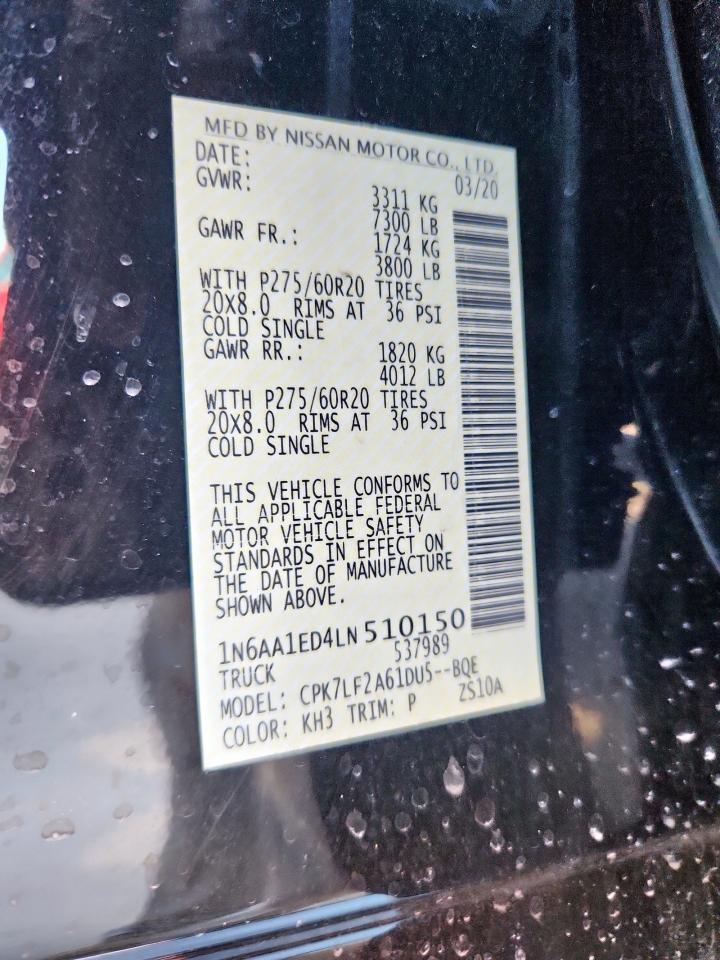 MFD BY NISSAN MOTOR CO., LTD.
DATE: 03/20
GVWR: 3311 KG
7300 LB
GAWR FR.: 1724 KG
3800 LB
WITH P275/60R20 TIRES
20X8.0 RIMS AT 36 PSI
COLD SINGLE
GAWR RR.: 1820 KG
4012 LB
WITH P275/60R20 TIRES
20X8.0 RIMS AT 36 PSI
COLD SINGLE
THIS VEHICLE CONFORMS TO
ALL APPLICABLE FEDERAL
MOTOR VEHICLE SAFETY
STANDARDS IN EFFECT ON
THE DATE OF MANUFACTURE
SHOWN ABOVE.
1N6AA1ED4LN510150
TRUCK 537989
MODEL: CPK7LF2A61DU5--BQE
COLOR: KH3 TRIM: P ZS10A